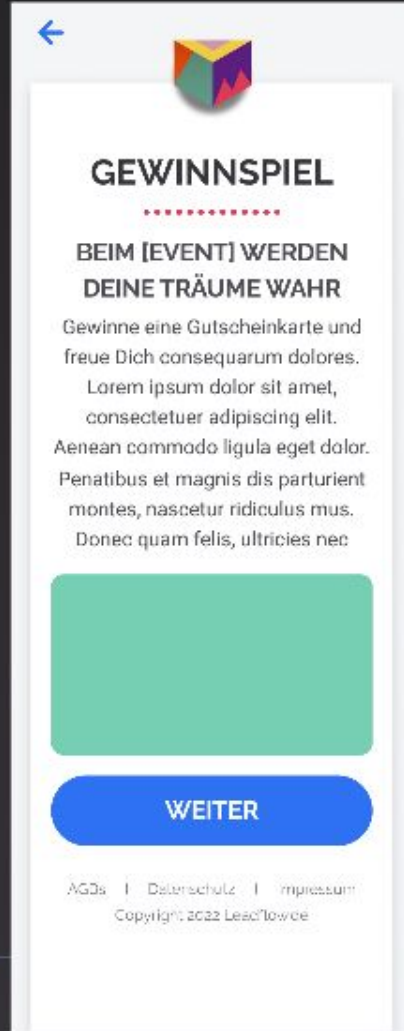 GEWINNSPIEL
BEIM [EVENT] WERDEN
DEINE TRÄUME WAHR
Gewinne eine Gutscheinkarte und
freue Dich consequarum dolores.
Lorem ipsum dolor sit amet,
consectetuer adipiscing elit.
Aenean commodo ligula eget dolor.
Penatibus et magnis dis parturient
montes, nascetur ridiculus mus.
Donec quam felis, ultricies nec
WEITER
AGBs | Datenschutz | Impressum
Copyright 2022 Leadflow.de